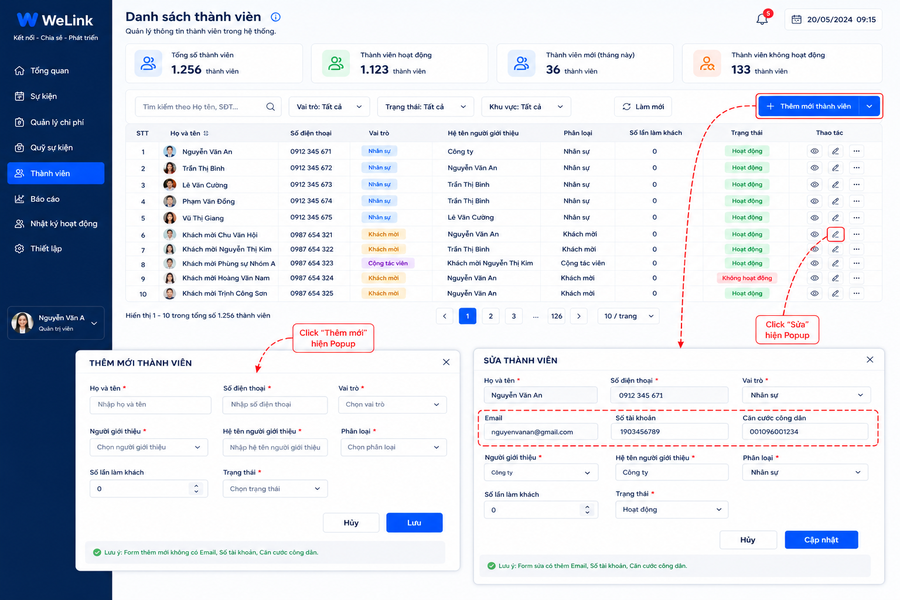 WeLink
Kết nối - Chia sẻ - Phát triển
Tổng quan
Sự kiện
Quản lý chi phí
Quỹ sự kiện
Thành viên
Báo cáo
Nhật ký hoạt động
Thiết lập
Nguyễn Văn A
Quản trị viên
Danh sách thành viên
Quản lý thông tin thành viên trong hệ thống.
5
20/05/2024 09:15
Tổng số thành viên
1.256 thành viên
Thành viên hoạt động
1.123 thành viên
Thành viên mới (tháng này)
36 thành viên
Thành viên không hoạt động
133 thành viên
Tìm kiếm theo Họ tên, SĐT...
Vai trò: Tất cả
Trạng thái: Tất cả
Khu vực: Tất cả
Làm mới
+ Thêm mới thành viên
STT Họ và tên Số điện thoại Vai trò Hệ tên người giới thiệu Phân loại Số lần làm khách Trạng thái Thao tác
1 Nguyễn Văn An 0912 345 671 Nhân sự Công ty Nhân sự 0 Hoạt động
2 Trần Thị Bình 0912 345 672 Nhân sự Nguyễn Văn An Nhân sự 0 Hoạt động
3 Lê Văn Cường 0912 345 673 Nhân sự Trần Thị Bình Nhân sự 0 Hoạt động
4 Phạm Văn Đồng 0912 345 674 Nhân sự Trần Thị Bình Nhân sự 0 Hoạt động
5 Vũ Thị Giang 0912 345 675 Nhân sự Lê Văn Cường Nhân sự 0 Hoạt động
6 Khách mời Chu Văn Hội 0987 654 321 Khách mời Nguyễn Văn An Khách mời 0 Hoạt động
7 Khách mời Nguyễn Thị Kim 0987 654 322 Khách mời Trần Thị Bình Khách mời 0 Hoạt động
8 Khách mời Phùng sự Nhóm A 0987 654 323 Cộng tác viên Khách mời Nguyễn Thị Kim Cộng tác viên 0 Hoạt động
9 Khách mời Hoàng Văn Nam 0987 654 324 Khách mời Nguyễn Văn An Khách mời 0 Không hoạt động
10 Khách mời Trịnh Công Sơn 0987 654 325 Khách mời Nguyễn Văn An Khách mời 0 Hoạt động
Hiển thị 1 - 10 trong tổng số 1.256 thành viên
1 2 3 ... 126
10 / trang
Click "Thêm mới"
hiện Popup
Click "Sửa"
hiện Popup
THÊM MỚI THÀNH VIÊN
Họ và tên * Số điện thoại * Vai trò *
Nhập họ và tên Nhập số điện thoại Chọn vai trò
Người giới thiệu * Hệ tên người giới thiệu * Phân loại *
Chọn người giới thiệu Nhập hệ tên người giới thiệu Chọn phân loại
Số lần làm khách Trạng thái *
0 Chọn trạng thái
Hủy Lưu
Lưu ý: Form thêm mới không có Email, Số tài khoản, Căn cước công dân.
SỬA THÀNH VIÊN
Họ và tên * Số điện thoại * Vai trò *
Nguyễn Văn An 0912 345 671 Nhân sự
Email Số tài khoản Căn cước công dân
nguyenvanan@gmail.com 1903456789 001096001234
Người giới thiệu * Hệ tên người giới thiệu * Phân loại *
Công ty Công ty Nhân sự
Số lần làm khách Trạng thái *
0 Hoạt động
Hủy Cập nhật
Lưu ý: Form sửa có thêm Email, Số tài khoản, Căn cước công dân.